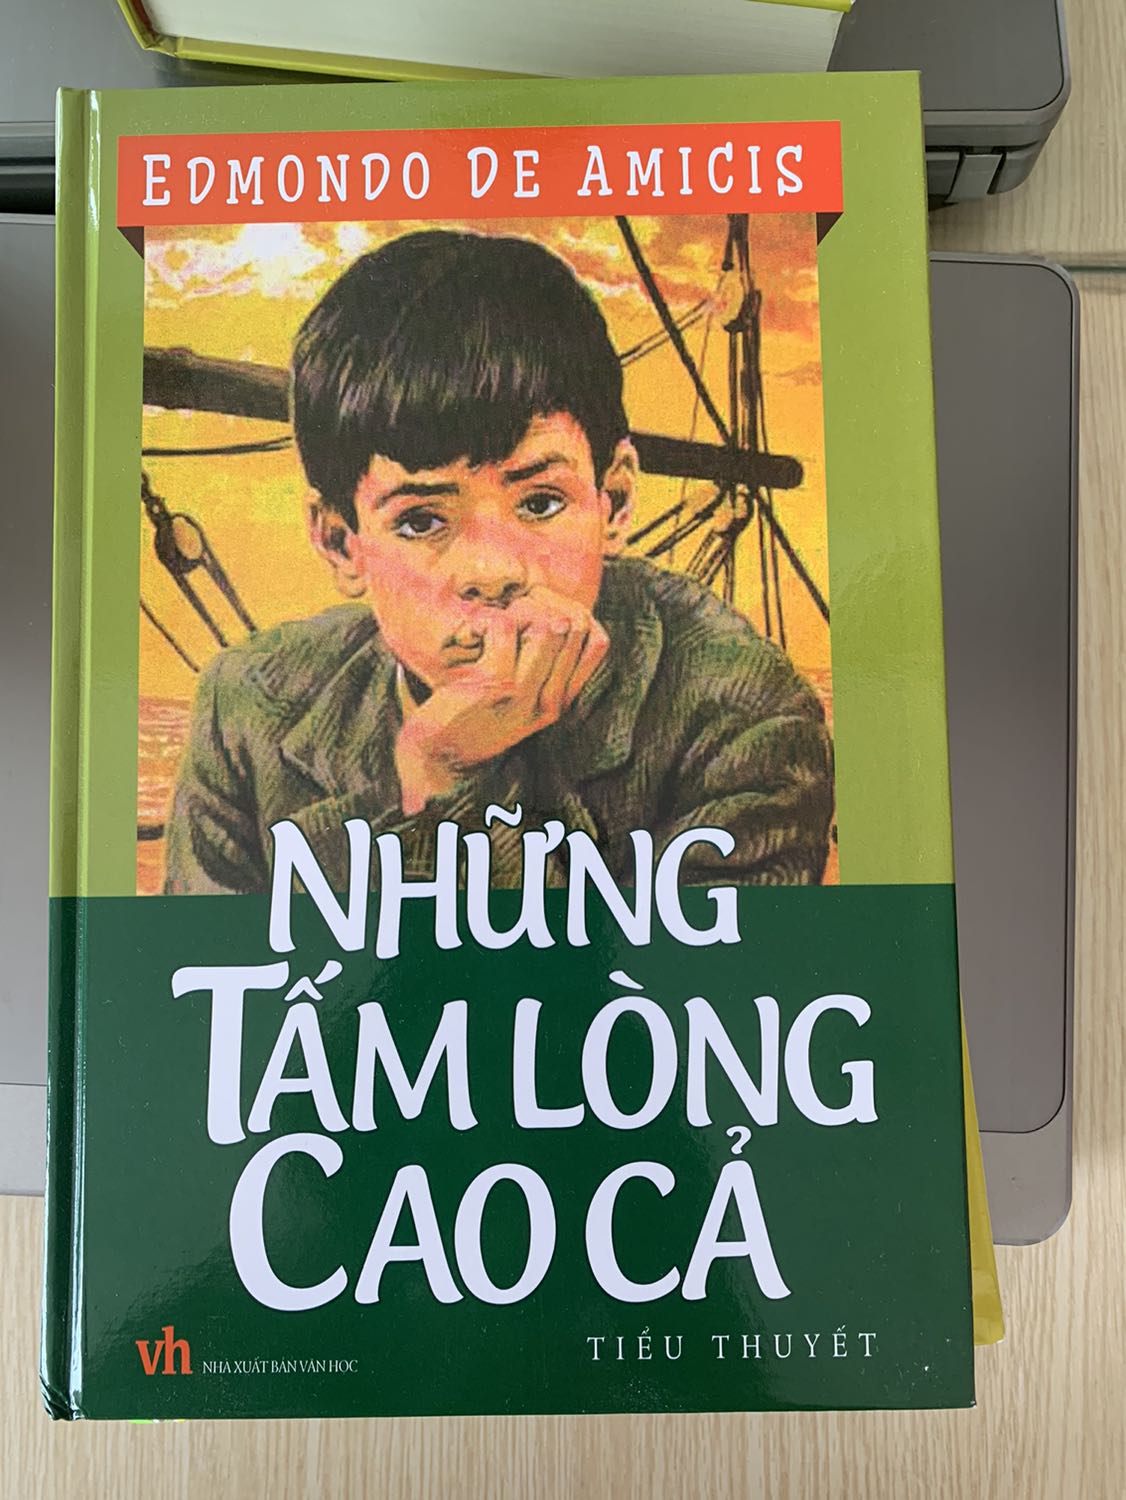 EDMONDO DE AMICIS
NHỮNG
TẤM LÒNG
CAO CẢ
TIỂU THUYẾT
vh NHÀ XUẤT BẢN VĂN HỌC